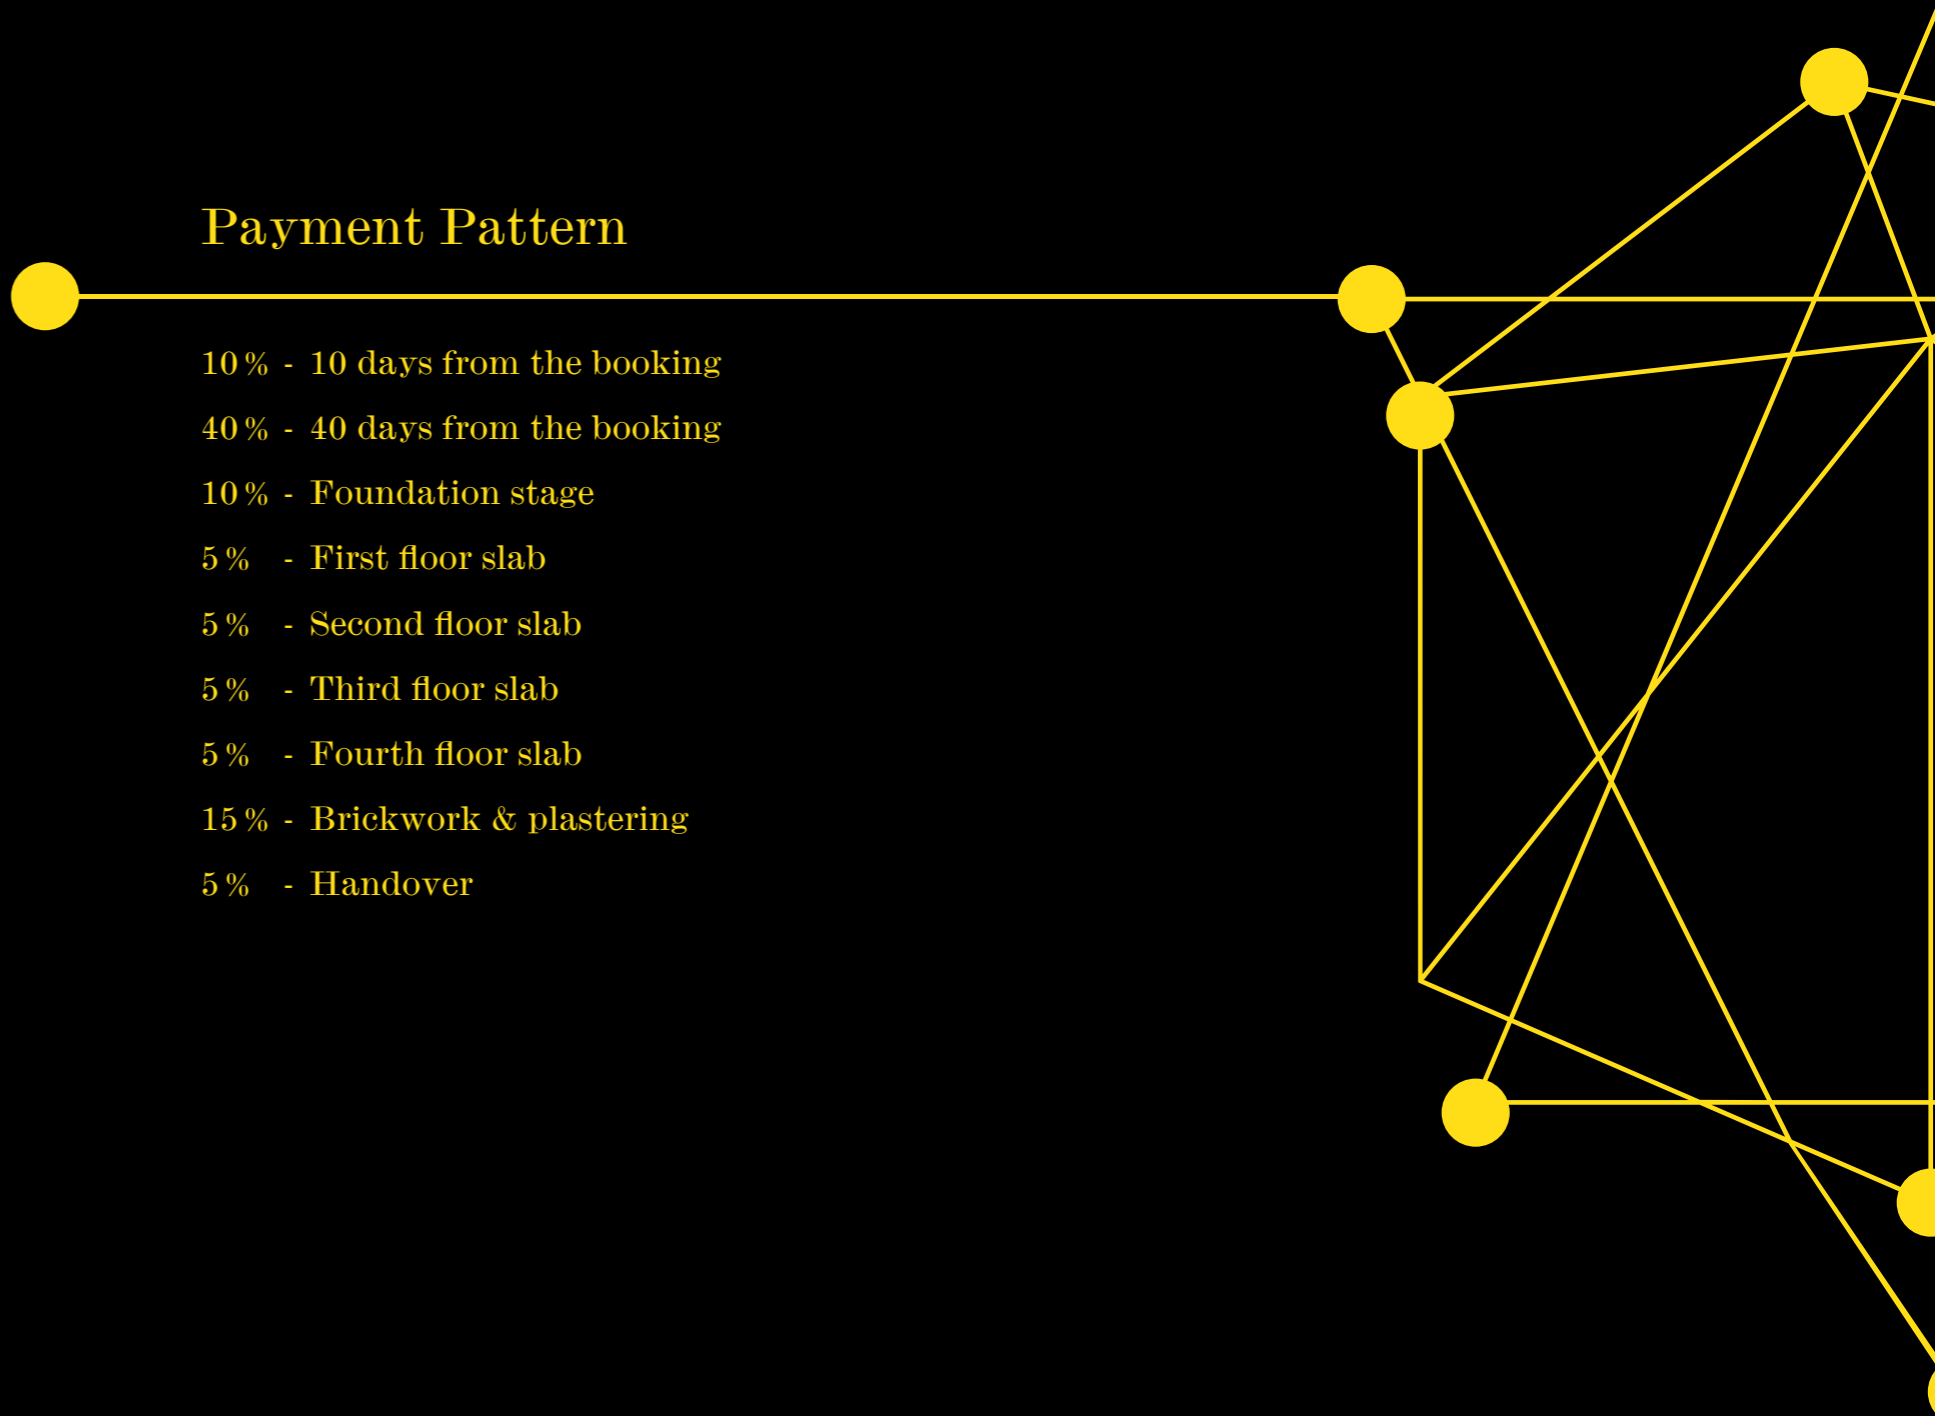 Payment Pattern
10 % - 10 days from the booking
40 % - 40 days from the booking
10 % - Foundation stage
5 % - First floor slab
5 % - Second floor slab
5 % - Third floor slab
5 % - Fourth floor slab
15 % - Brickwork & plastering
5 % - Handover